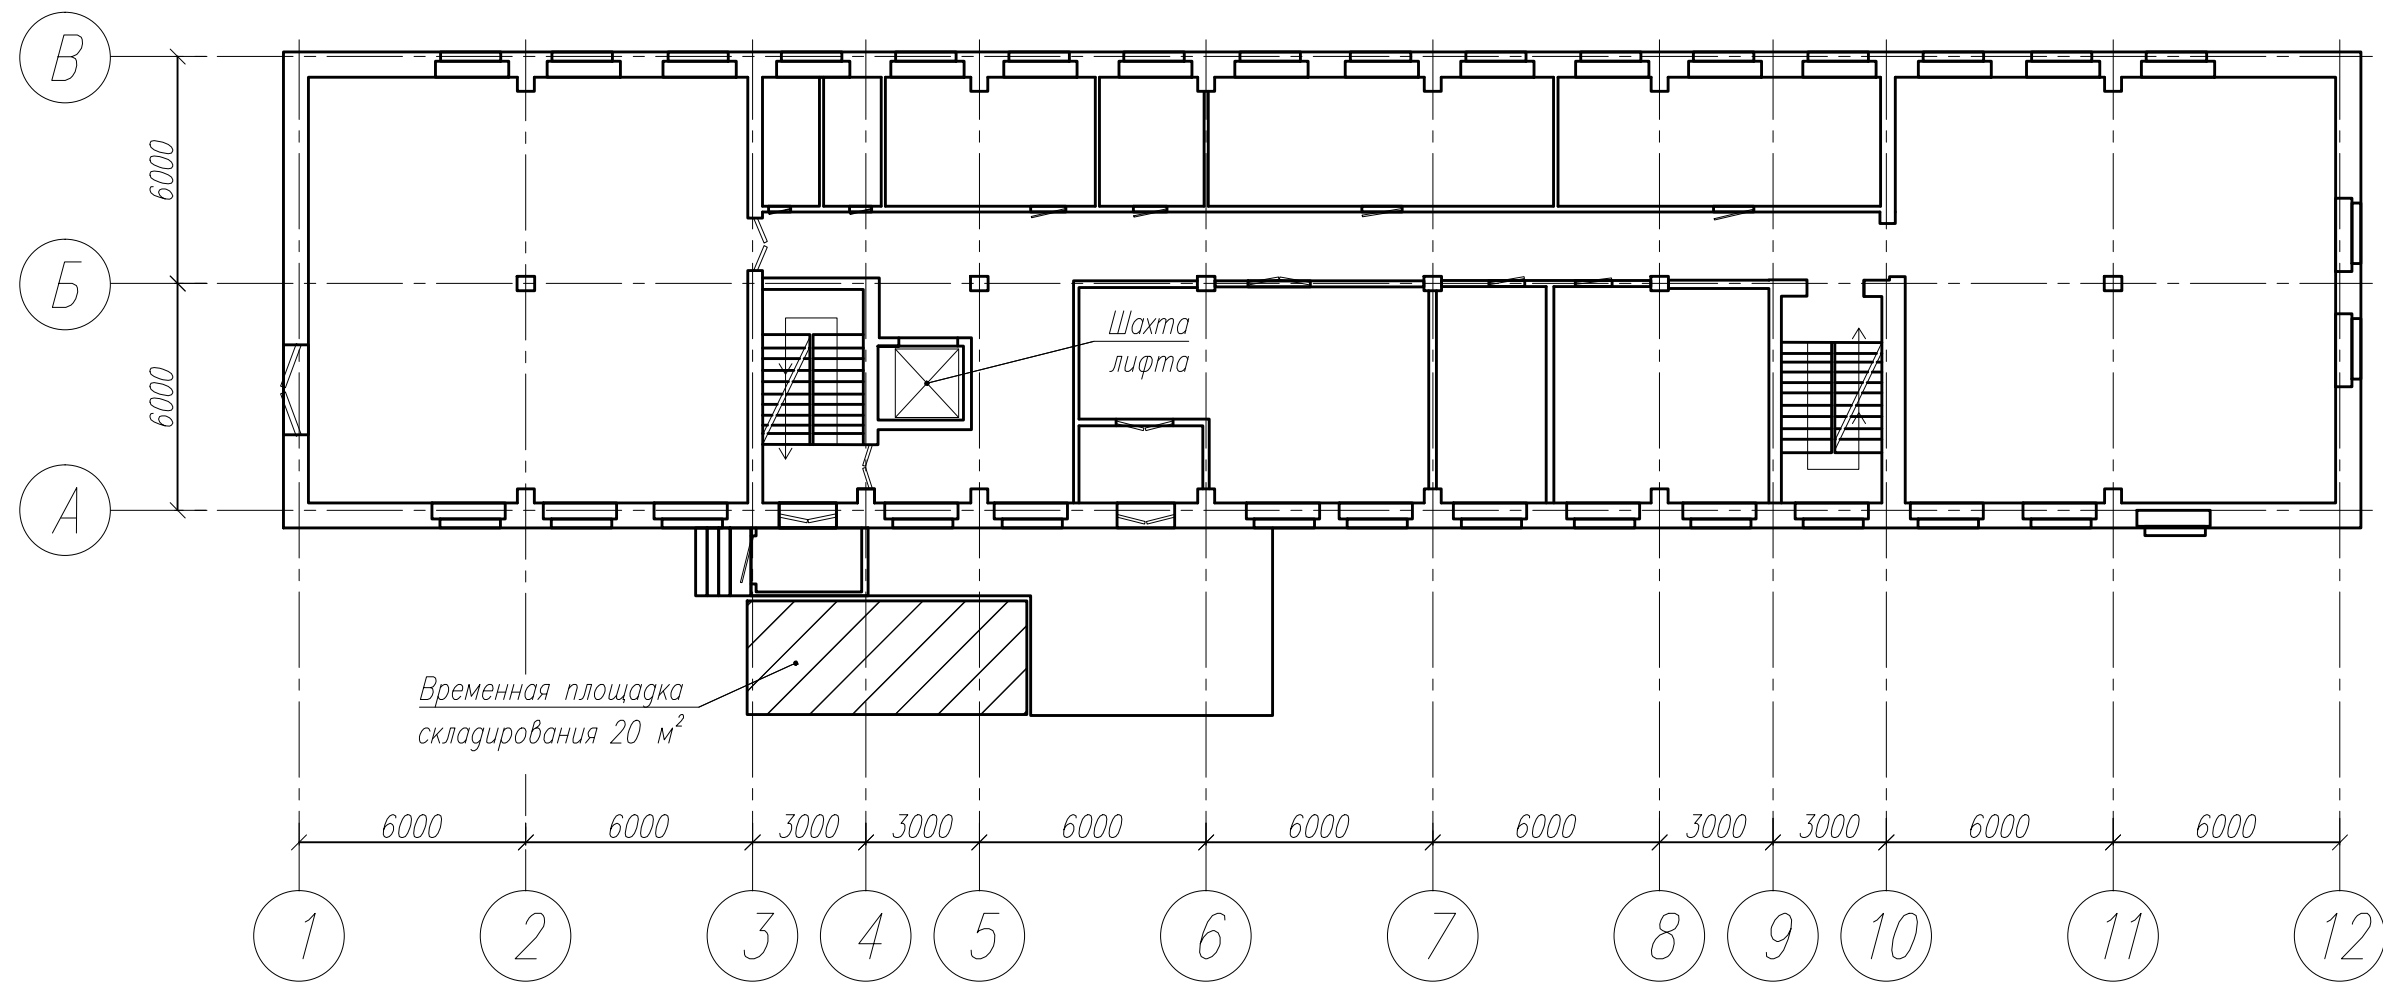 В
6000
Б
6000
А
Шахта
лифта
Временная площадка
складирования 20 м²
6000 6000 3000 3000 6000 6000 6000 3000 3000 6000 6000
1 2 3 4 5 6 7 8 9 10 11 12